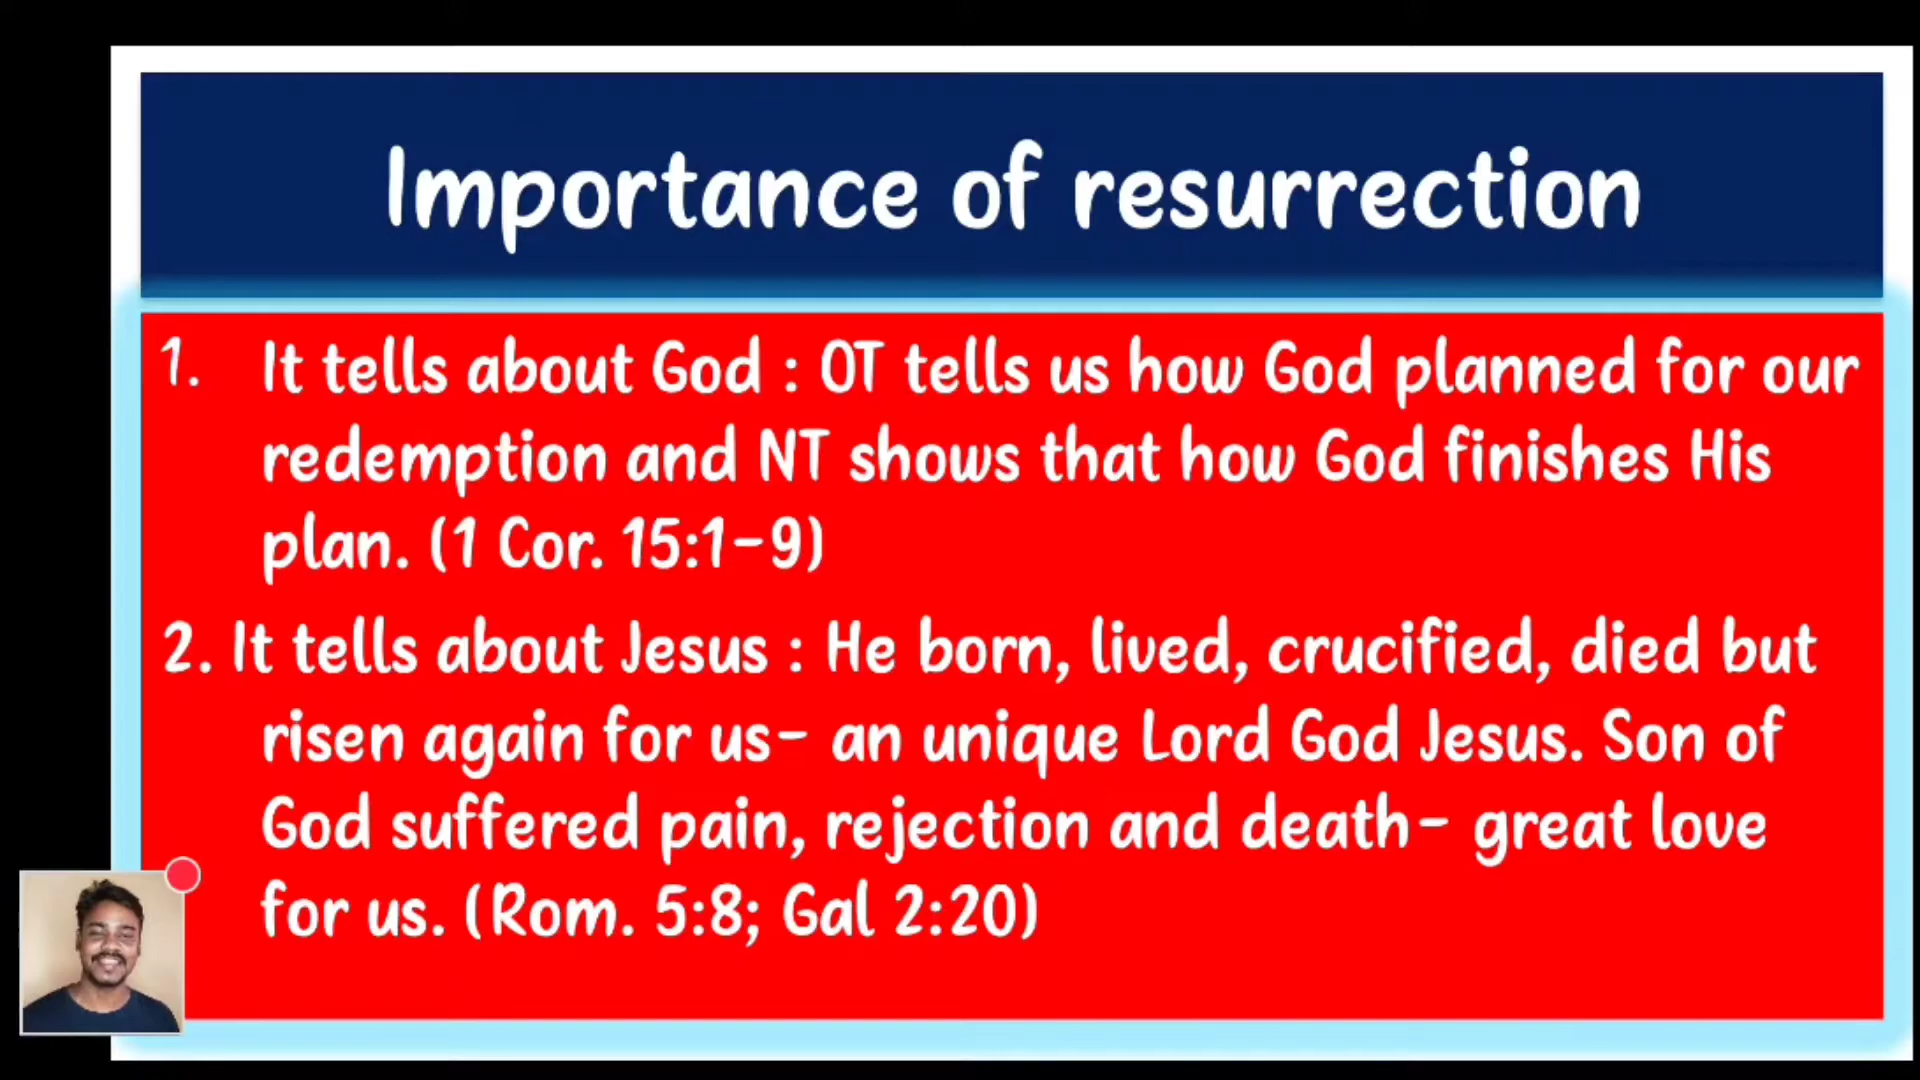 Importance of resurrection
1. It tells about God : OT tells us how God planned for our
redemption and NT shows that how God finishes His
plan. (1 Cor. 15:1-9)
2. It tells about Jesus : He born, lived, crucified, died but
risen again for us- an unique Lord God Jesus. Son of
God suffered pain, rejection and death- great love
for us. (Rom. 5:8; Gal 2:20)